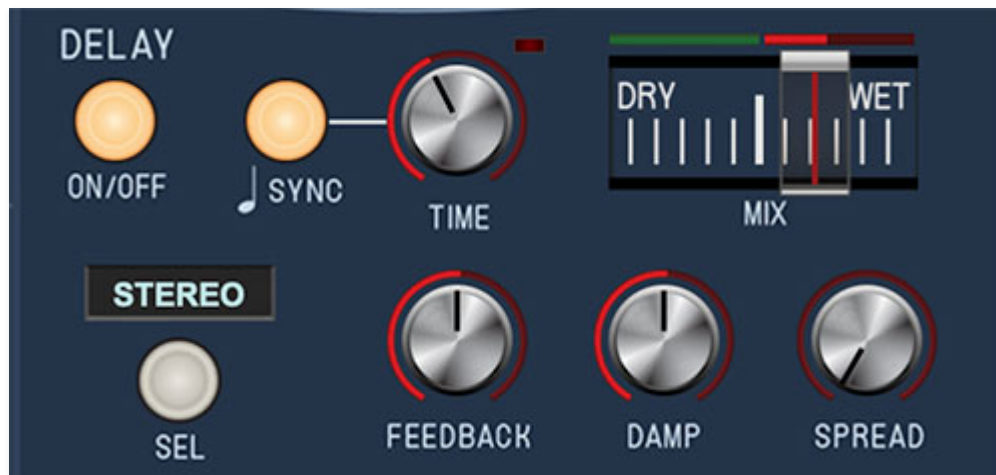 DELAY
ON/OFF
♩ SYNC
TIME
DRY WET
MIX
STEREO
SEL
FEEDBACK
DAMP
SPREAD